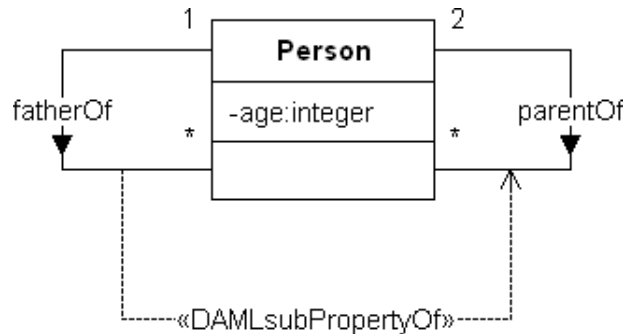 1
2
Person
fatherOf
-age:integer
parentOf
*
*
«DAMLsubPropertyOf»